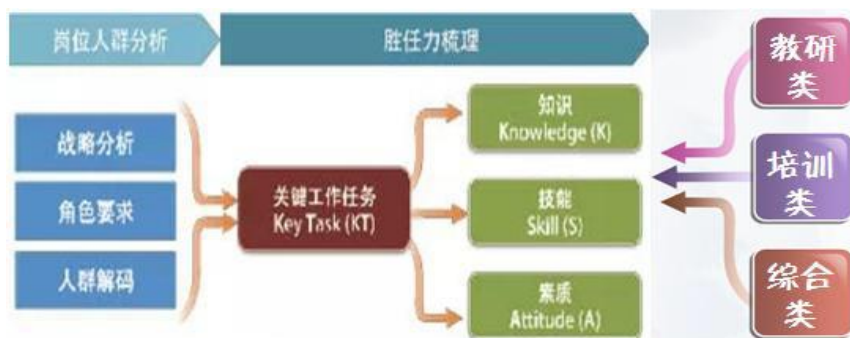 岗位人群分析
胜任力梳理
战略分析
角色要求
人群解码
关键工作任务
Key Task (KT)
知识
Knowledge (K)
技能
Skill (S)
素质
Attitude (A)
教研
类
培训
类
综合
类